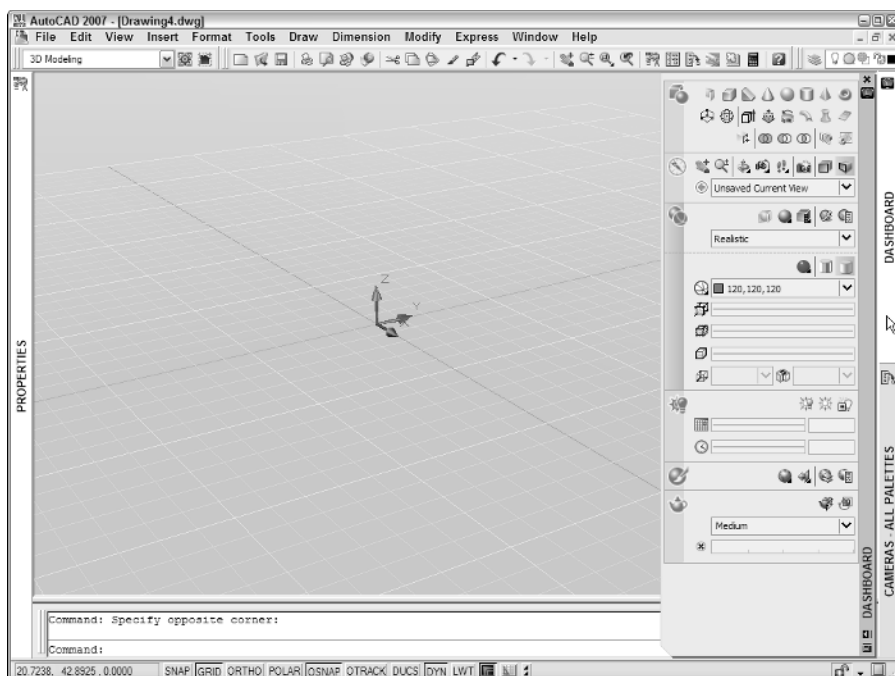 AutoCAD 2007 - [Drawing4.dwg]
File Edit View Insert Format Tools Draw Dimension Modify Express Window Help
3D Modeling
Unsaved Current View
Realistic
120,120,120
Medium
DASHBOARD
DASHBOARD
CAMERAS - ALL PALETTES
PROPERTIES
Z
Y
Command: Specify opposite corner:
Command:
20.7238, 42.8925, 0.0000 SNAP GRID ORTHO POLAR OSNAP OTRACK DUCS DYN LWT